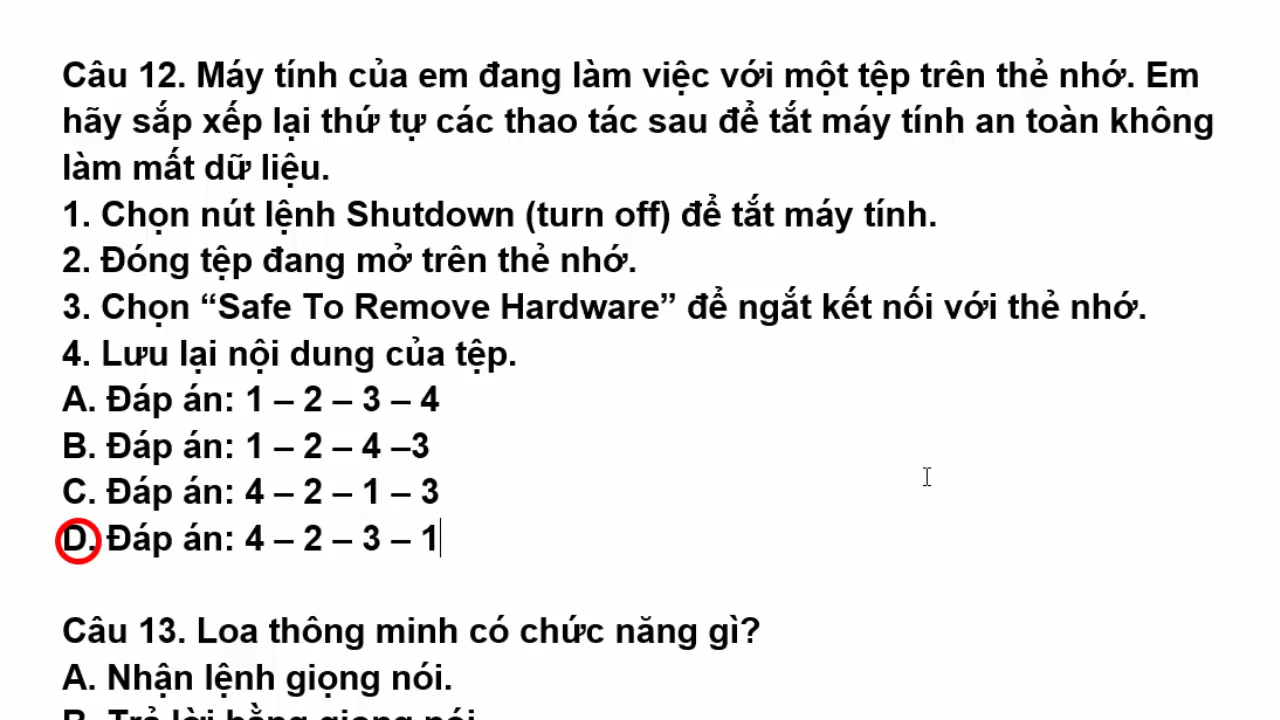 Câu 12. Máy tính của em đang làm việc với một tệp trên thẻ nhớ. Em
hãy sắp xếp lại thứ tự các thao tác sau để tắt máy tính an toàn không
làm mất dữ liệu.
1. Chọn nút lệnh Shutdown (turn off) để tắt máy tính.
2. Đóng tệp đang mở trên thẻ nhớ.
3. Chọn “Safe To Remove Hardware” để ngắt kết nối với thẻ nhớ.
4. Lưu lại nội dung của tệp.
A. Đáp án: 1 – 2 – 3 – 4
B. Đáp án: 1 – 2 – 4 –3
C. Đáp án: 4 – 2 – 1 – 3
D. Đáp án: 4 – 2 – 3 – 1
Câu 13. Loa thông minh có chức năng gì?
A. Nhận lệnh giọng nói.
B. Trả lời bằng giọng nói